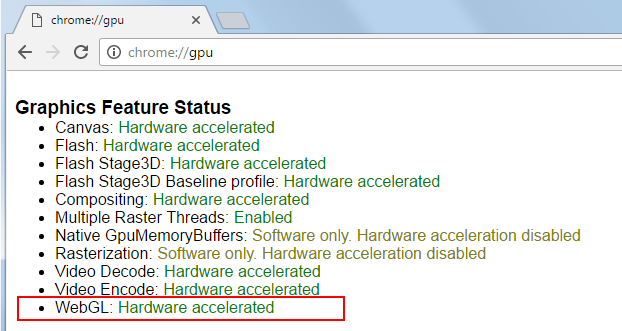 chrome://gpu
chrome://gpu
Graphics Feature Status
Canvas: Hardware accelerated
Flash: Hardware accelerated
Flash Stage3D: Hardware accelerated
Flash Stage3D Baseline profile: Hardware accelerated
Compositing: Hardware accelerated
Multiple Raster Threads: Enabled
Native GpuMemoryBuffers: Software only. Hardware acceleration disabled
Rasterization: Software only. Hardware acceleration disabled
Video Decode: Hardware accelerated
Video Encode: Hardware accelerated
WebGL: Hardware accelerated